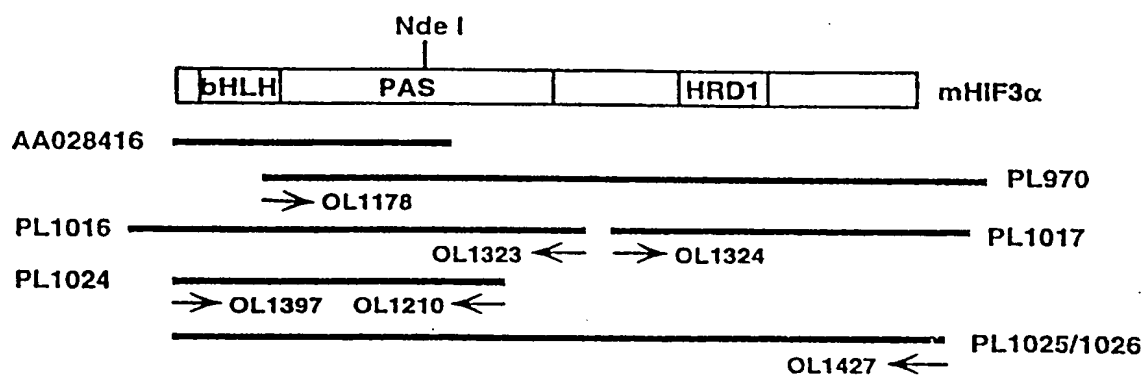 Nde I
bHLH PAS HRD1 mHIF3α
AA028416
PL970
OL1178
PL1016 PL1017
OL1323 OL1324
PL1024
OL1397 OL1210
PL1025/1026
OL1427